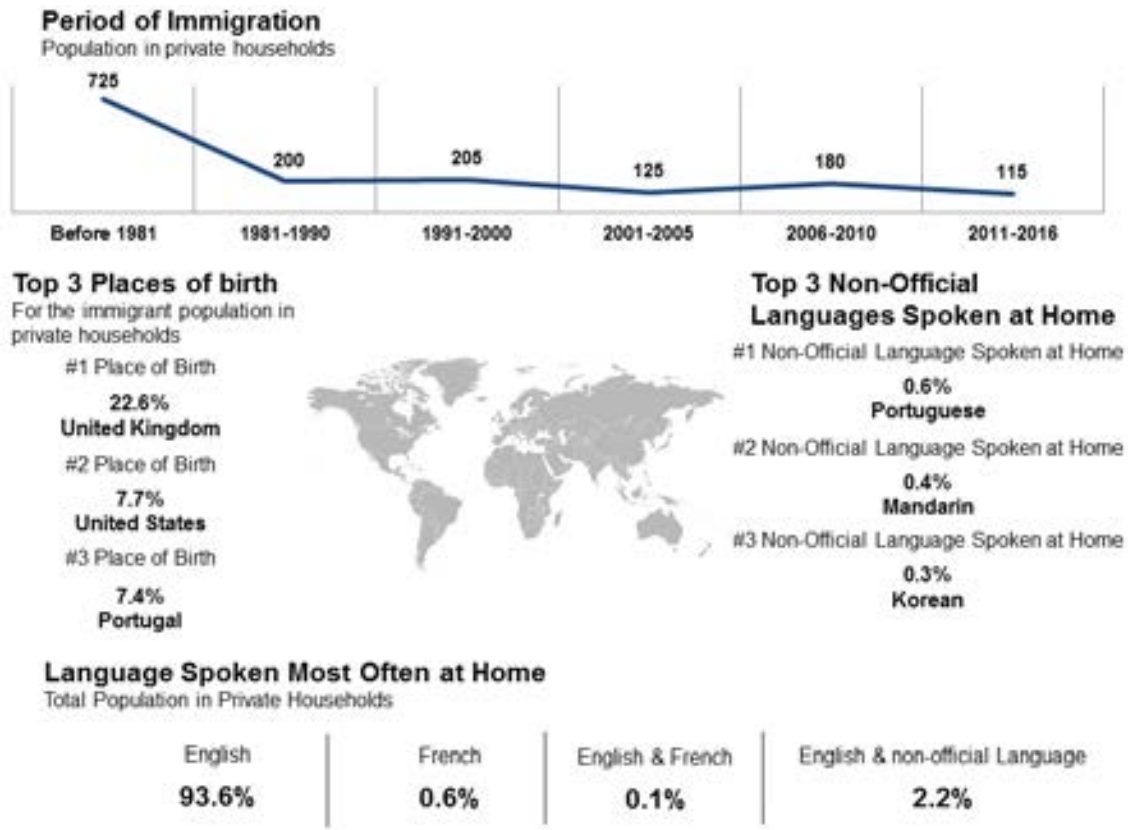 Period of Immigration
Population in private households
725
200
205
125
180
115
Before 1981
1981-1990
1991-2000
2001-2005
2006-2010
2011-2016
Top 3 Places of birth
For the immigrant population in
private households
#1 Place of Birth
22.6%
United Kingdom
#2 Place of Birth
7.7%
United States
#3 Place of Birth
7.4%
Portugal
Top 3 Non-Official
Languages Spoken at Home
#1 Non-Official Language Spoken at Home
0.6%
Portuguese
#2 Non-Official Language Spoken at Home
0.4%
Mandarin
#3 Non-Official Language Spoken at Home
0.3%
Korean
Language Spoken Most Often at Home
Total Population in Private Households
English
93.6%
French
0.6%
English & French
0.1%
English & non-official Language
2.2%